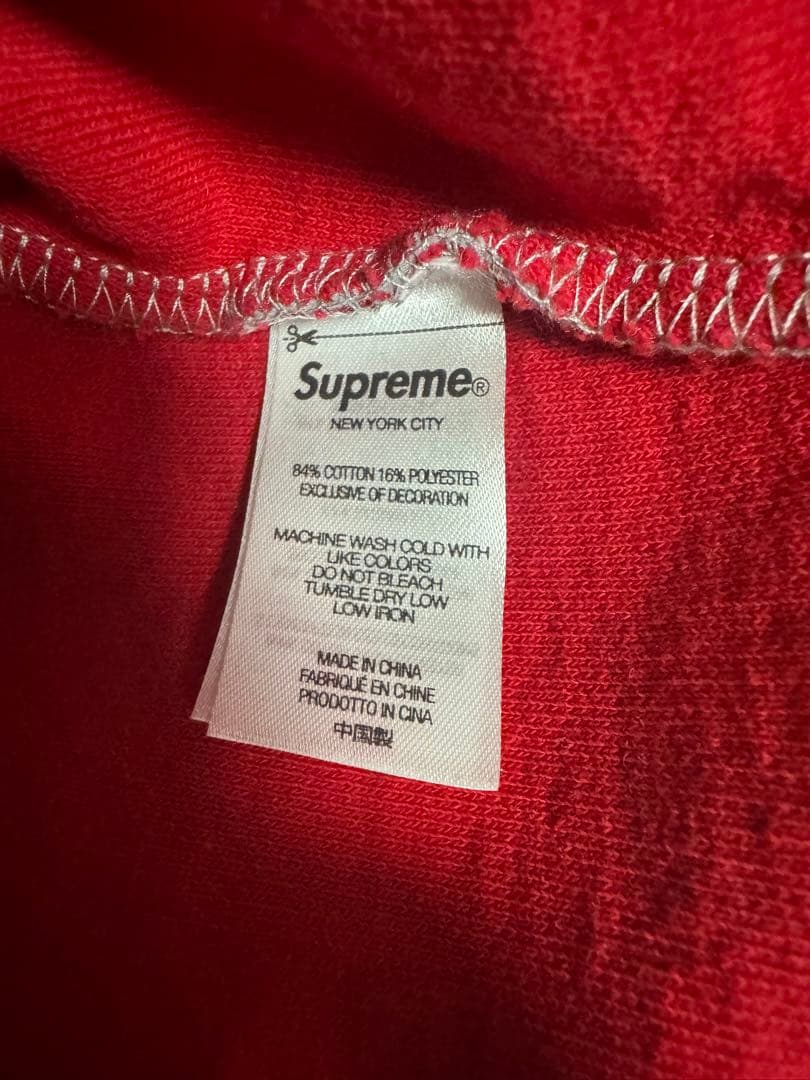 Supreme®
NEW YORK CITY
84% COTTON 16% POLYESTER
EXCLUSIVE OF DECORATION
MACHINE WASH COLD WITH
LIKE COLORS
DO NOT BLEACH
TUMBLE DRY LOW
LOW IRON
MADE IN CHINA
FABRIQUÉ EN CHINE
PRODOTTO IN CINA
中国製